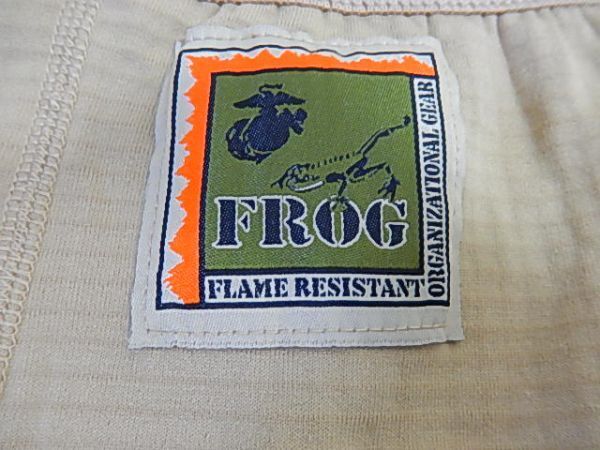 FROG
FLAME RESISTANT
ORGANIZATIONAL GEAR